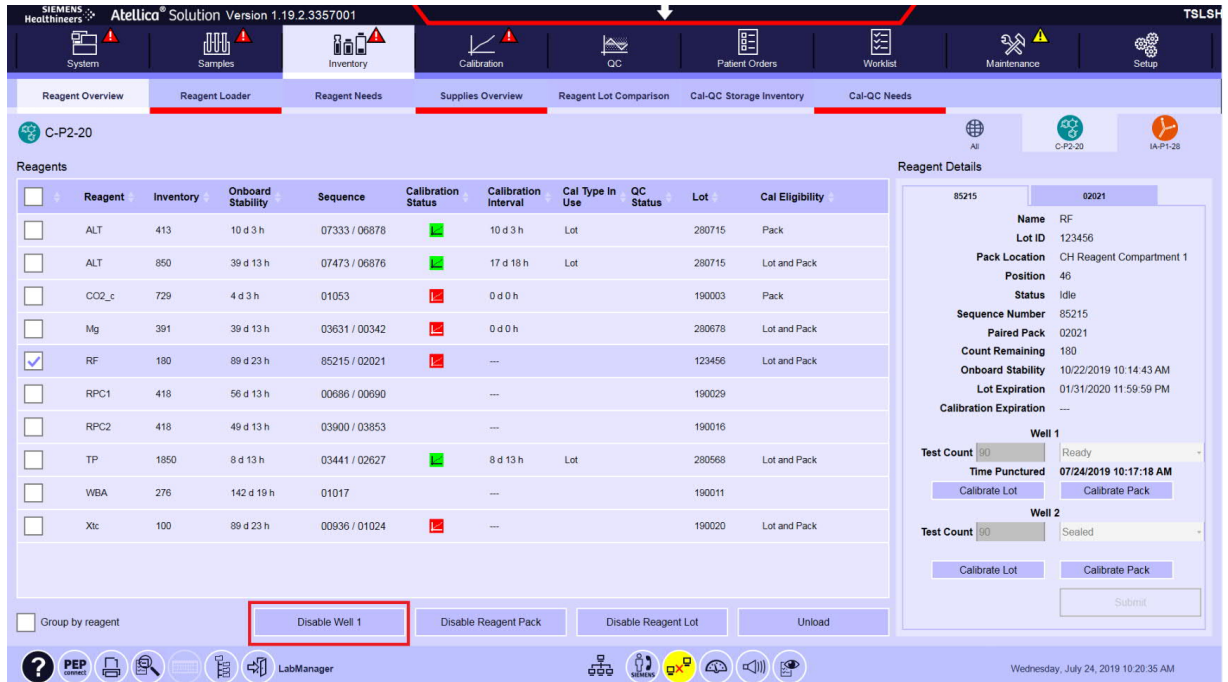 SIEMENS Healthineers Atellica® Solution Version 1.19.2.3357001 TSLSH
System Samples Inventory Calibration QC Patient Orders Worklist Maintenance Setup
Reagent Overview Reagent Loader Reagent Needs Supplies Overview Reagent Lot Comparison Cal-QC Storage Inventory Cal-QC Needs
C-P2-20
All C-P2-20 IA-P1-28
Reagents
Reagent Inventory Onboard Stability Sequence Calibration Status Calibration Interval Cal Type In Use QC Status Lot Cal Eligibility
ALT 413 10 d 3 h 07333 / 06878 10 d 3 h Lot 280715 Pack
ALT 850 39 d 13 h 07473 / 06876 17 d 18 h Lot 280715 Lot and Pack
CO2_c 729 4 d 3 h 01053 0 d 0 h 190003 Pack
Mg 391 39 d 13 h 03631 / 00342 0 d 0 h 280678 Lot and Pack
RF 180 89 d 23 h 85215 / 02021 --- 123456 Lot and Pack
RPC1 418 56 d 13 h 00686 / 00690 --- 190029
RPC2 418 49 d 13 h 03900 / 03853 --- 190016
TP 1850 8 d 13 h 03441 / 02627 8 d 13 h Lot 280568 Lot and Pack
WBA 276 142 d 19 h 01017 --- 190011
Xtc 100 89 d 23 h 00936 / 01024 --- 190020 Lot and Pack
Group by reagent Disable Well 1 Disable Reagent Pack Disable Reagent Lot Unload
Reagent Details
85215 02021
Name RF
Lot ID 123456
Pack Location CH Reagent Compartment 1
Position 46
Status Idle
Sequence Number 85215
Paired Pack 02021
Count Remaining 180
Onboard Stability 10/22/2019 10:14:43 AM
Lot Expiration 01/31/2020 11:59:59 PM
Calibration Expiration ---
Well 1
Test Count 90 Ready
Time Punctured 07/24/2019 10:17:18 AM
Calibrate Lot Calibrate Pack
Well 2
Test Count 90 Sealed
Calibrate Lot Calibrate Pack
Submit
? PEP connect LabManager SIEMENS Wednesday, July 24, 2019 10:20:35 AM